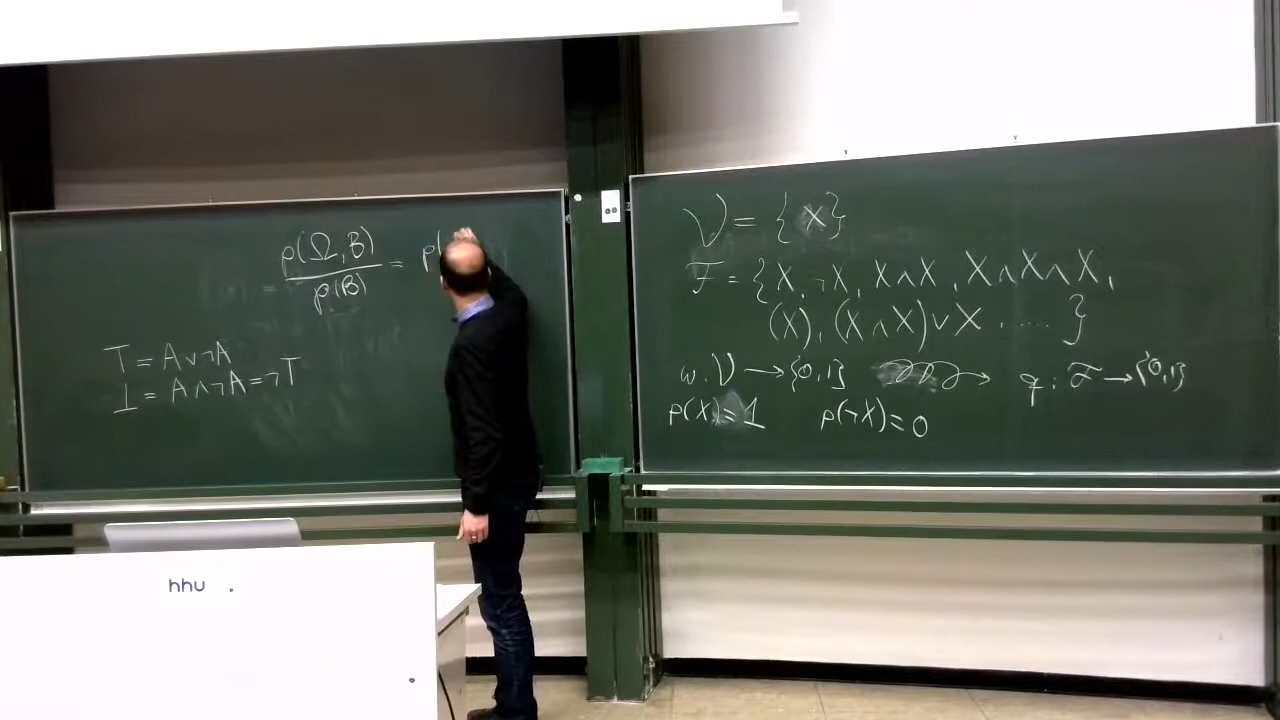 p(Ω,B)/p(B) = p(
T = A∨¬A
⊥ = A∧¬A = ¬T
V = {X}
F = {X, ¬X, X∧X, X∧X∧X,
(X), (X∧X)∨X, .... }
w: V → {0,1} q: F → {0,1}
p(X) = 1 p(¬X) = 0
hhu .